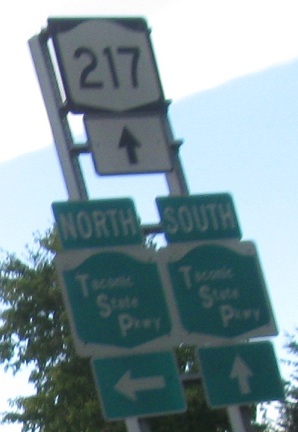 217
NORTH SOUTH
Taconic
State
Pkwy
Taconic
State
Pkwy